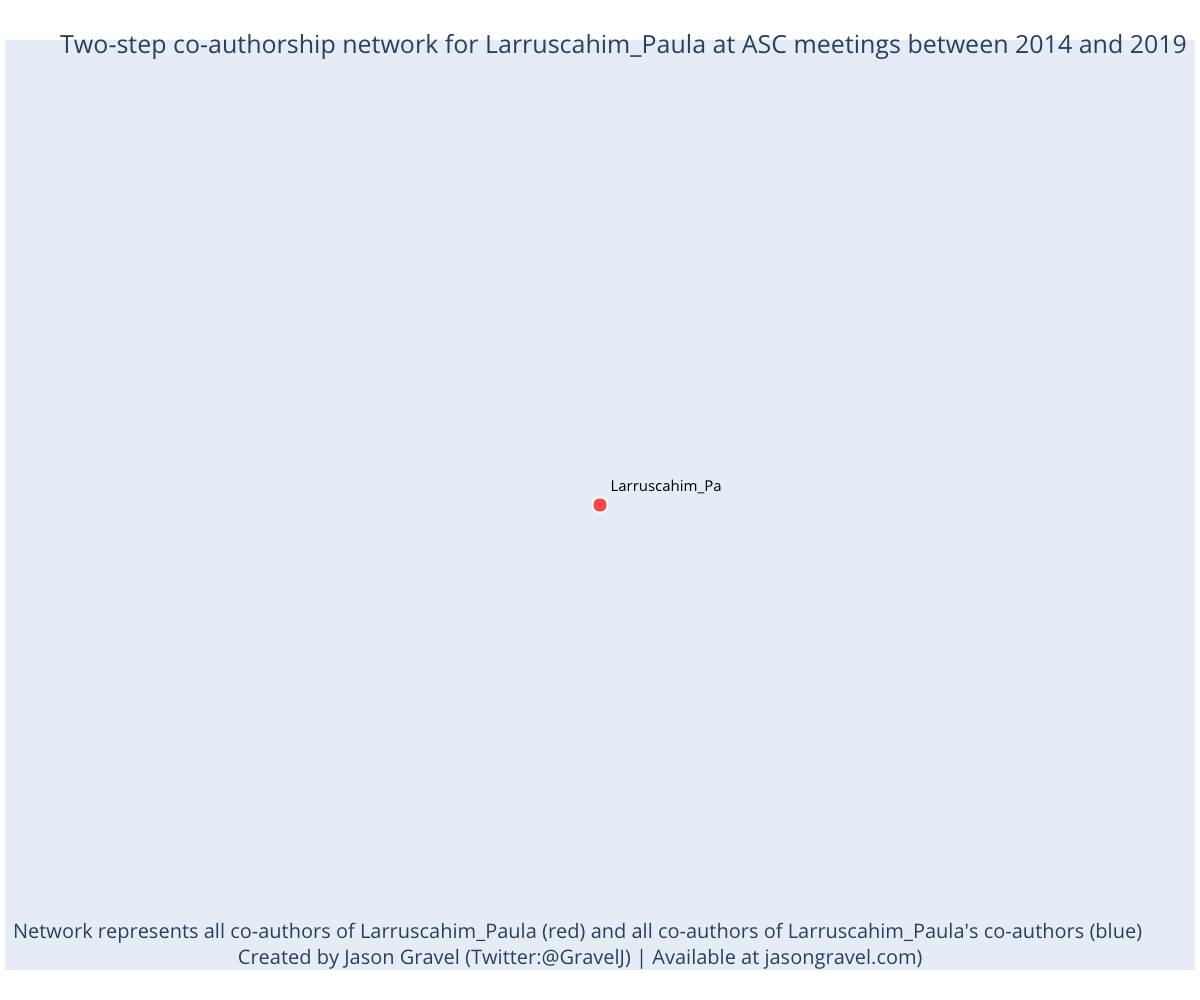 Two-step co-authorship network for Larruscahim_Paula at ASC meetings between 2014 and 2019
Larruscahim_Pa
Network represents all co-authors of Larruscahim_Paula (red) and all co-authors of Larruscahim_Paula's co-authors (blue)
Created by Jason Gravel (Twitter:@GravelJ) | Available at jasongravel.com)